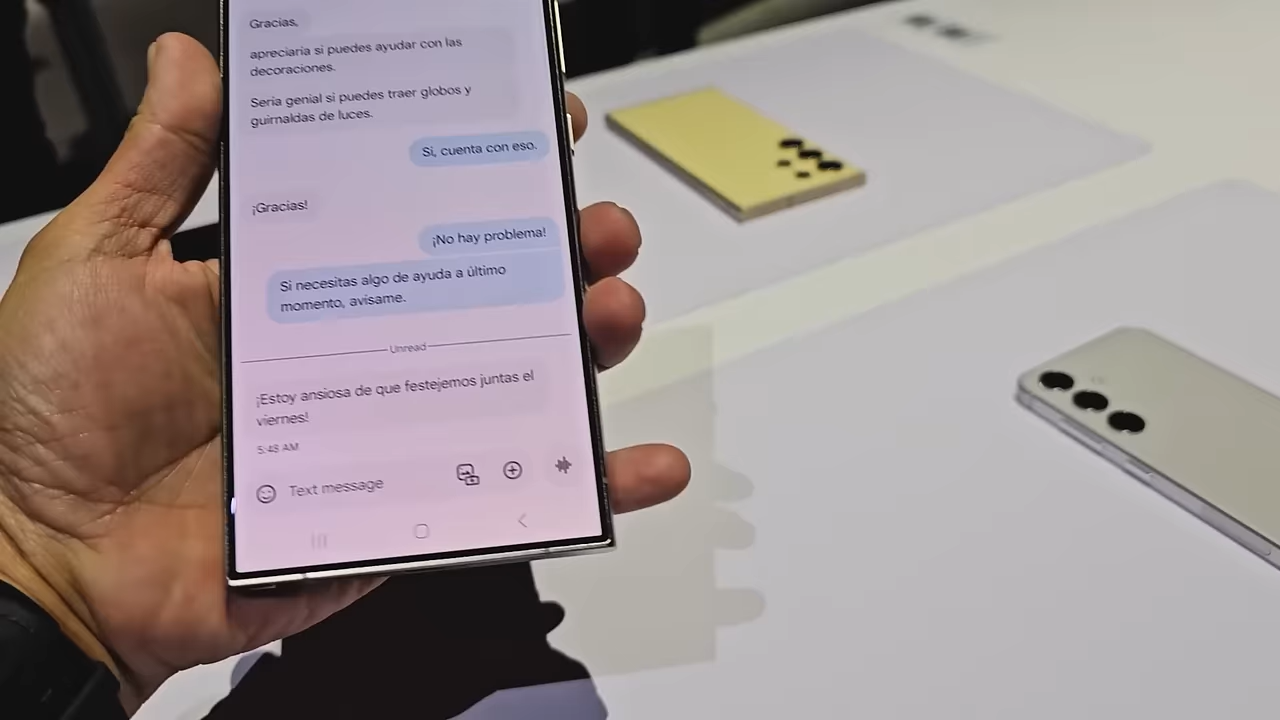 Gracias,
apreciaria si puedes ayudar con las
decoraciones.
Seria genial si puedes traer globos y
guirnaldas de luces.
Si, cuenta con eso.
¡Gracias!
¡No hay problema!
Si necesitas algo de ayuda a último
momento, avisame.
Unread
¡Estoy ansiosa de que festejemos juntas el
viernes!
5:48 AM
Text message